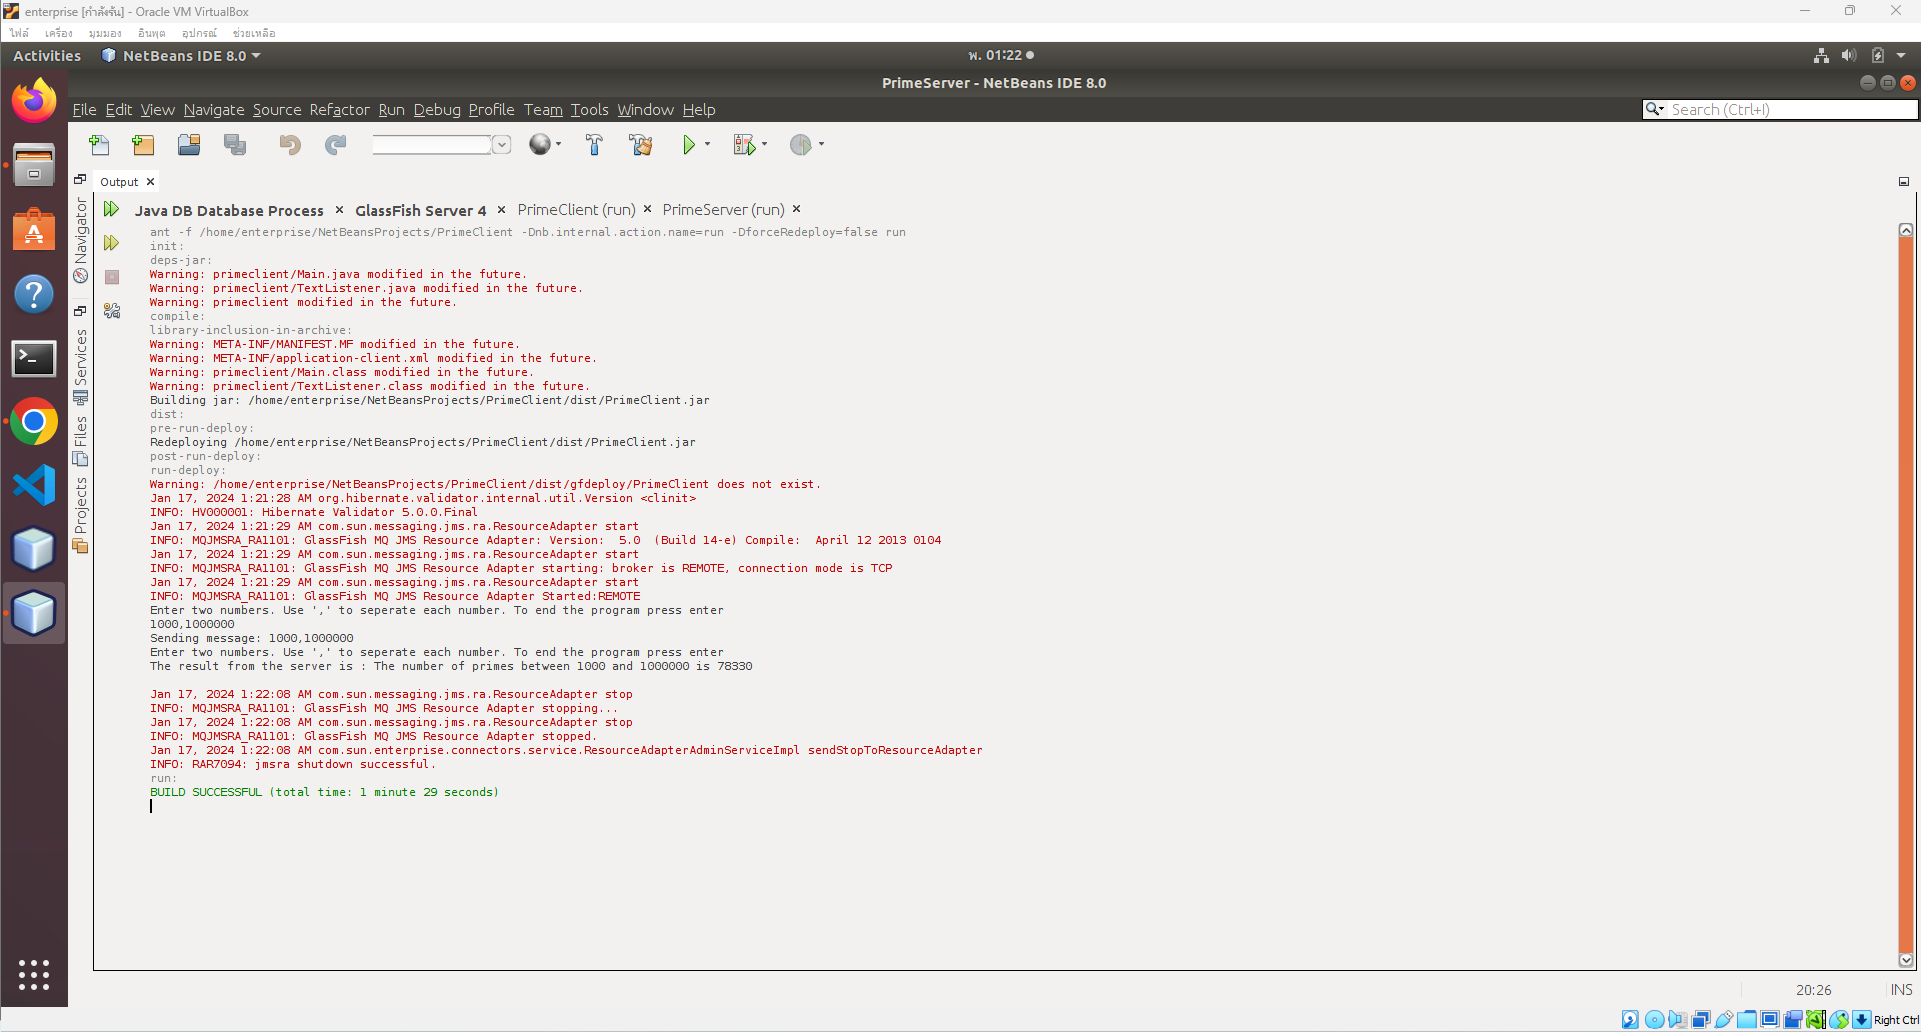 enterprise [กำลังรัน] - Oracle VM VirtualBox
ไฟล์ เครื่อง มุมมอง อินพุต อุปกรณ์ ช่วยเหลือ
Activities NetBeans IDE 8.0 พ. 01:22
PrimeServer - NetBeans IDE 8.0
File Edit View Navigate Source Refactor Run Debug Profile Team Tools Window Help Search (Ctrl+I)
Output
Navigator
Services
Files
Projects
Java DB Database Process GlassFish Server 4 PrimeClient (run) PrimeServer (run)
ant -f /home/enterprise/NetBeansProjects/PrimeClient -Dnb.internal.action.name=run -DforceRedeploy=false run
init:
deps-jar:
Warning: primeclient/Main.java modified in the future.
Warning: primeclient/TextListener.java modified in the future.
Warning: primeclient modified in the future.
compile:
library-inclusion-in-archive:
Warning: META-INF/MANIFEST.MF modified in the future.
Warning: META-INF/application-client.xml modified in the future.
Warning: primeclient/Main.class modified in the future.
Warning: primeclient/TextListener.class modified in the future.
Building jar: /home/enterprise/NetBeansProjects/PrimeClient/dist/PrimeClient.jar
dist:
pre-run-deploy:
Redeploying /home/enterprise/NetBeansProjects/PrimeClient/dist/PrimeClient.jar
post-run-deploy:
run-deploy:
Warning: /home/enterprise/NetBeansProjects/PrimeClient/dist/gfdeploy/PrimeClient does not exist.
Jan 17, 2024 1:21:28 AM org.hibernate.validator.internal.util.Version <clinit>
INFO: HV000001: Hibernate Validator 5.0.0.Final
Jan 17, 2024 1:21:29 AM com.sun.messaging.jms.ra.ResourceAdapter start
INFO: MQJMSRA_RA1101: GlassFish MQ JMS Resource Adapter: Version:  5.0  (Build 14-e) Compile:  April 12 2013 0104
Jan 17, 2024 1:21:29 AM com.sun.messaging.jms.ra.ResourceAdapter start
INFO: MQJMSRA_RA1101: GlassFish MQ JMS Resource Adapter starting: broker is REMOTE, connection mode is TCP
Jan 17, 2024 1:21:29 AM com.sun.messaging.jms.ra.ResourceAdapter start
INFO: MQJMSRA_RA1101: GlassFish MQ JMS Resource Adapter Started:REMOTE
Enter two numbers. Use ',' to seperate each number. To end the program press enter
1000,1000000
Sending message: 1000,1000000
Enter two numbers. Use ',' to seperate each number. To end the program press enter
The result from the server is : The number of primes between 1000 and 1000000 is 78330
Jan 17, 2024 1:22:08 AM com.sun.messaging.jms.ra.ResourceAdapter stop
INFO: MQJMSRA_RA1101: GlassFish MQ JMS Resource Adapter stopping...
Jan 17, 2024 1:22:08 AM com.sun.messaging.jms.ra.ResourceAdapter stop
INFO: MQJMSRA_RA1101: GlassFish MQ JMS Resource Adapter stopped.
Jan 17, 2024 1:22:08 AM com.sun.enterprise.connectors.service.ResourceAdapterAdminServiceImpl sendStopToResourceAdapter
INFO: RAR7094: jmsra shutdown successful.
run:
BUILD SUCCESSFUL (total time: 1 minute 29 seconds)
20:26 INS
Right Ctrl